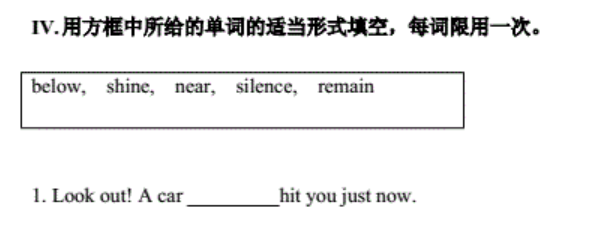 IV.用方框中所给的单词的适当形式填空，每词限用一次。
below, shine, near, silence, remain
1. Look out! A car _________hit you just now.